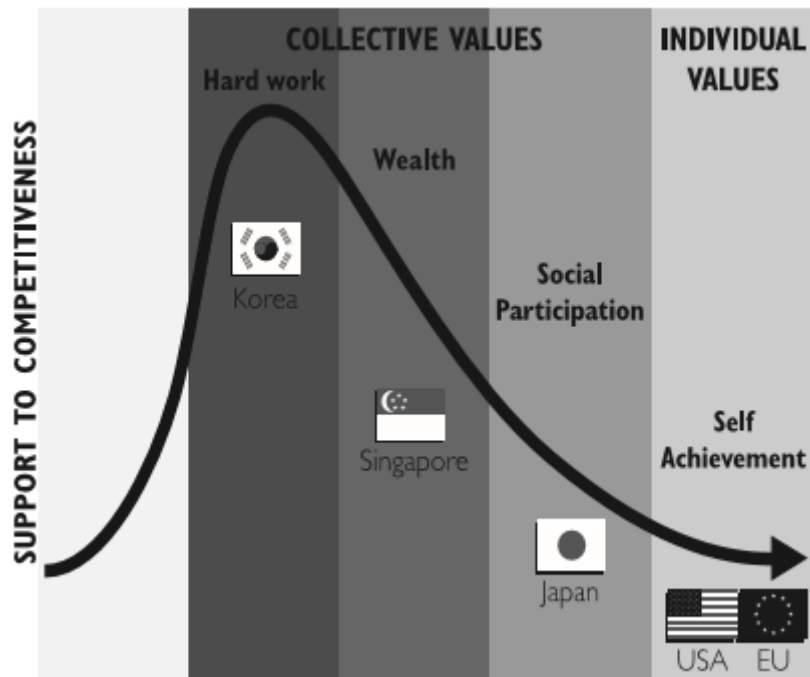 COLLECTIVE VALUES
INDIVIDUAL
VALUES
Hard work
Wealth
Social
Participation
Self
Achievement
Korea
Singapore
Japan
USA
EU
SUPPORT TO COMPETITIVENESS